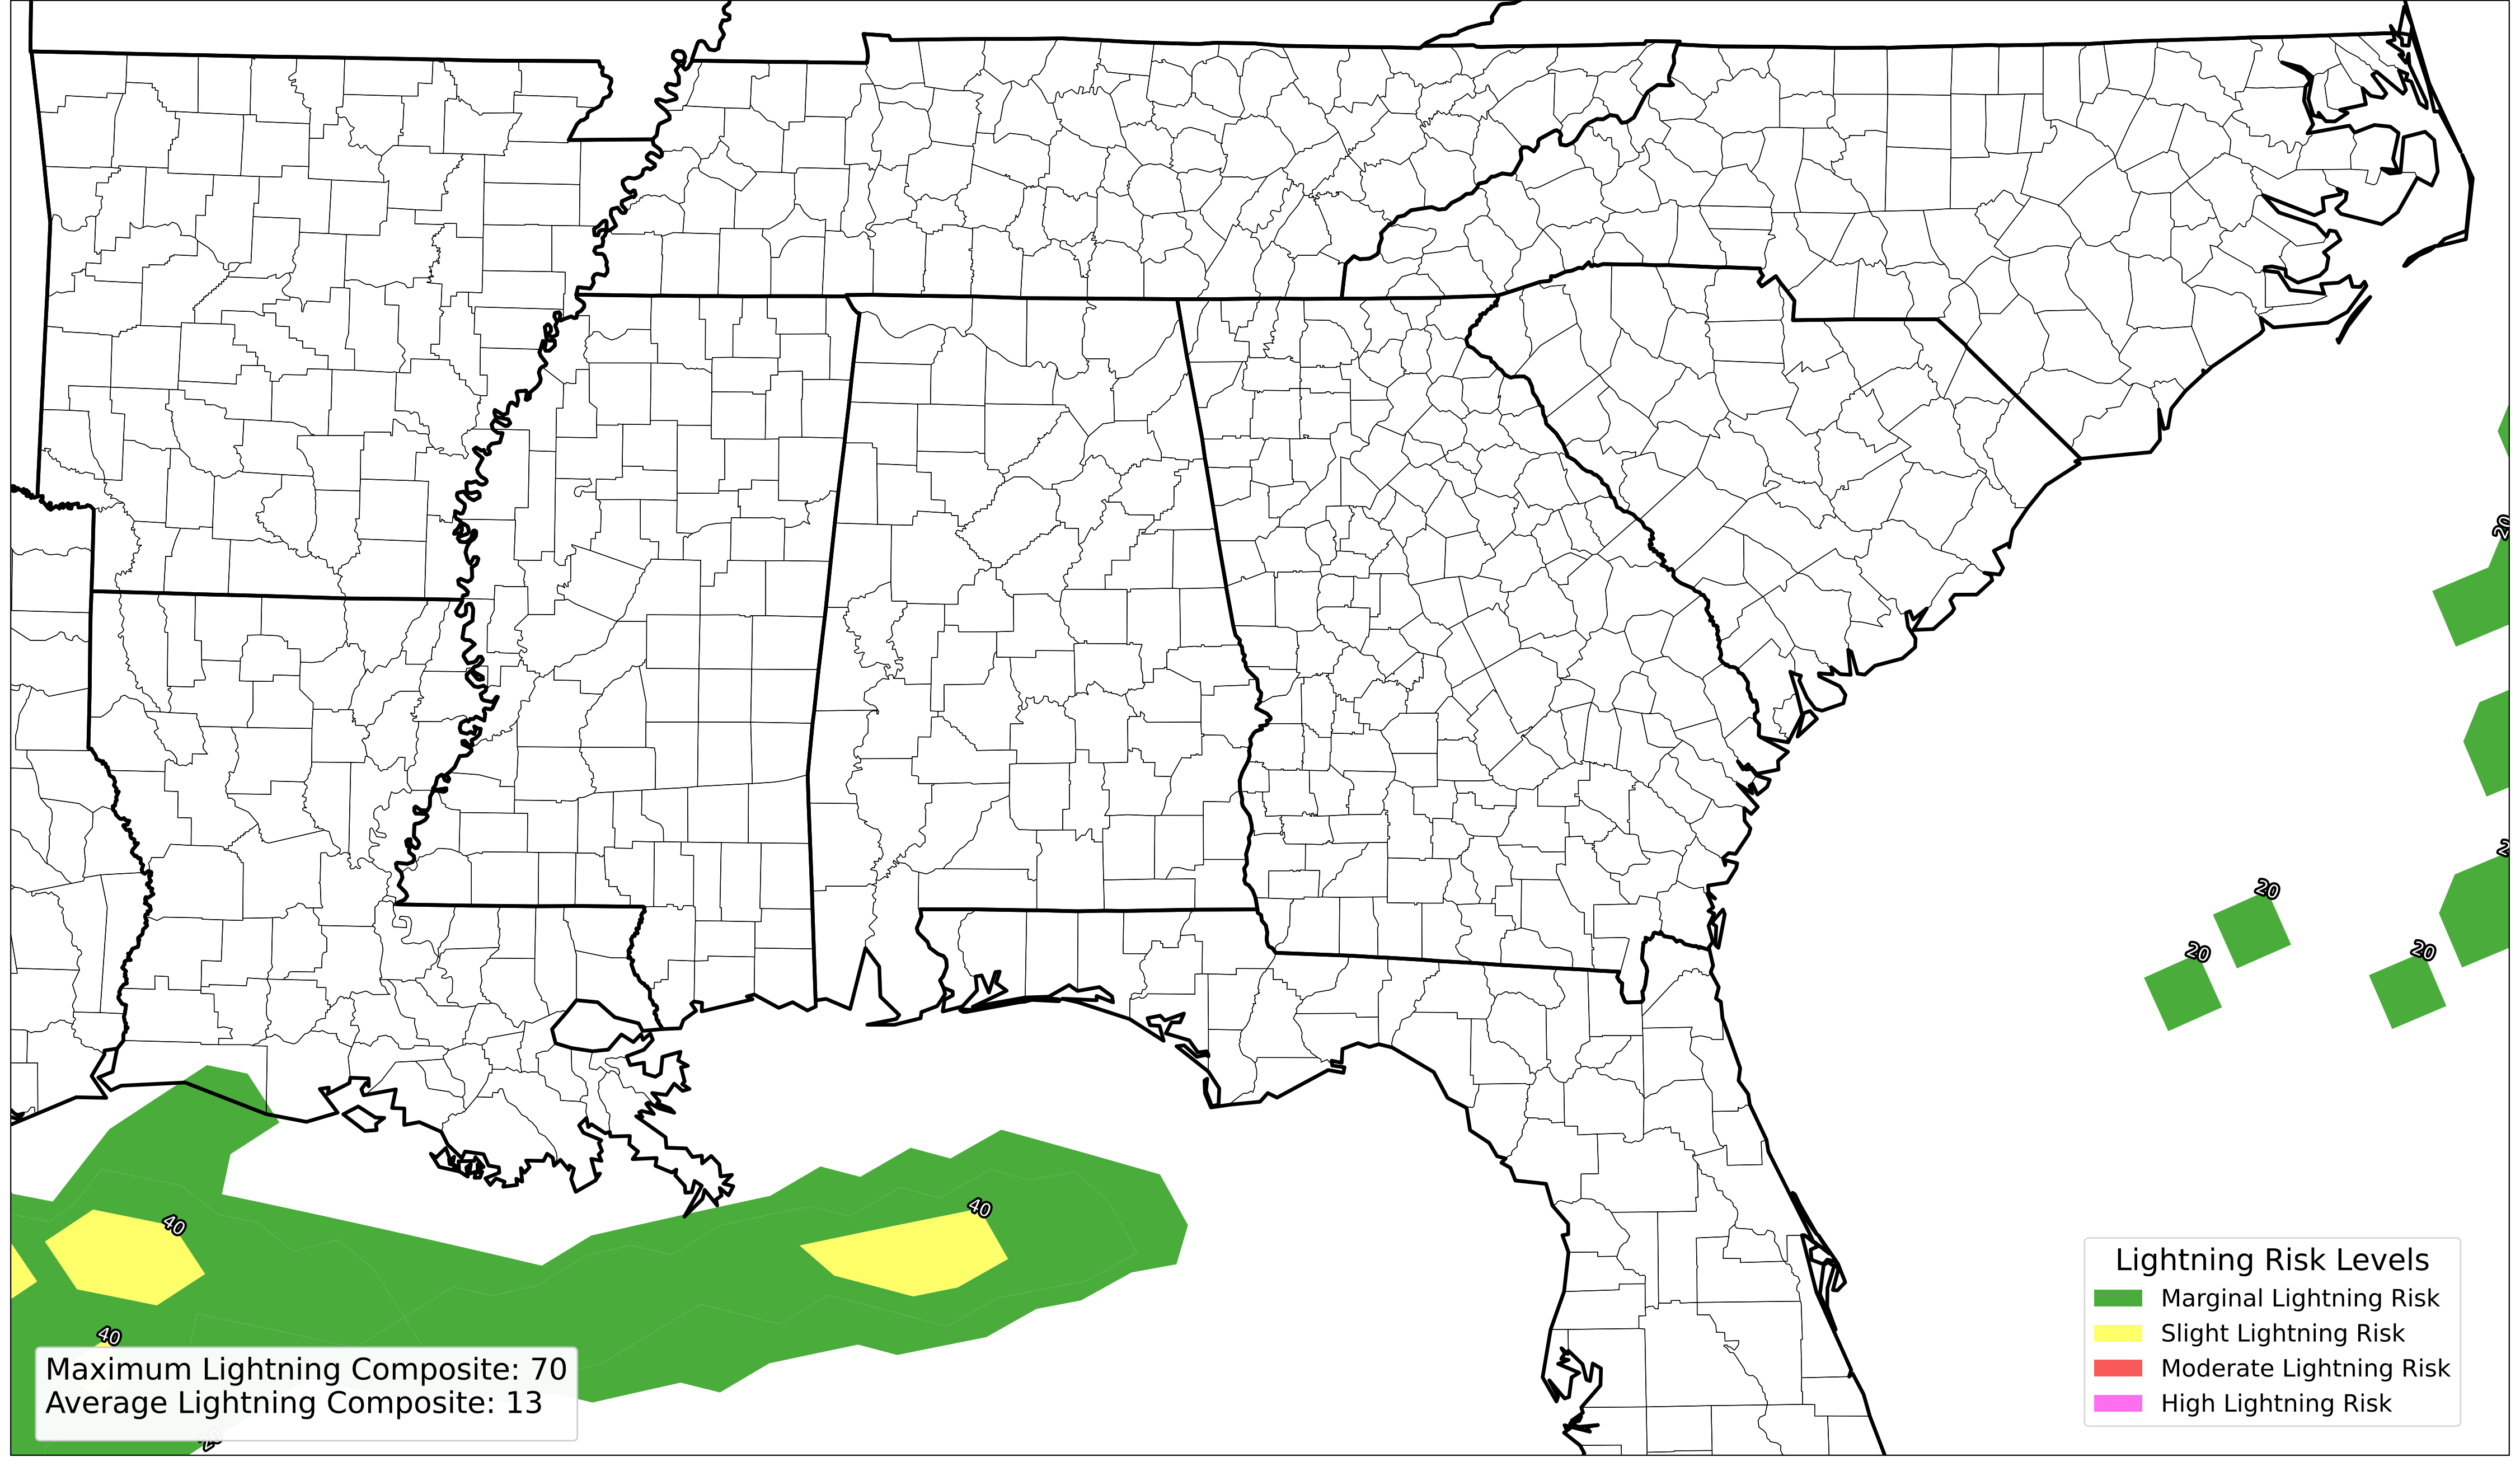 20
20
20
20
40
40
Lightning Risk Levels
Marginal Lightning Risk
Slight Lightning Risk
Moderate Lightning Risk
High Lightning Risk
40
Maximum Lightning Composite: 70
Average Lightning Composite: 13